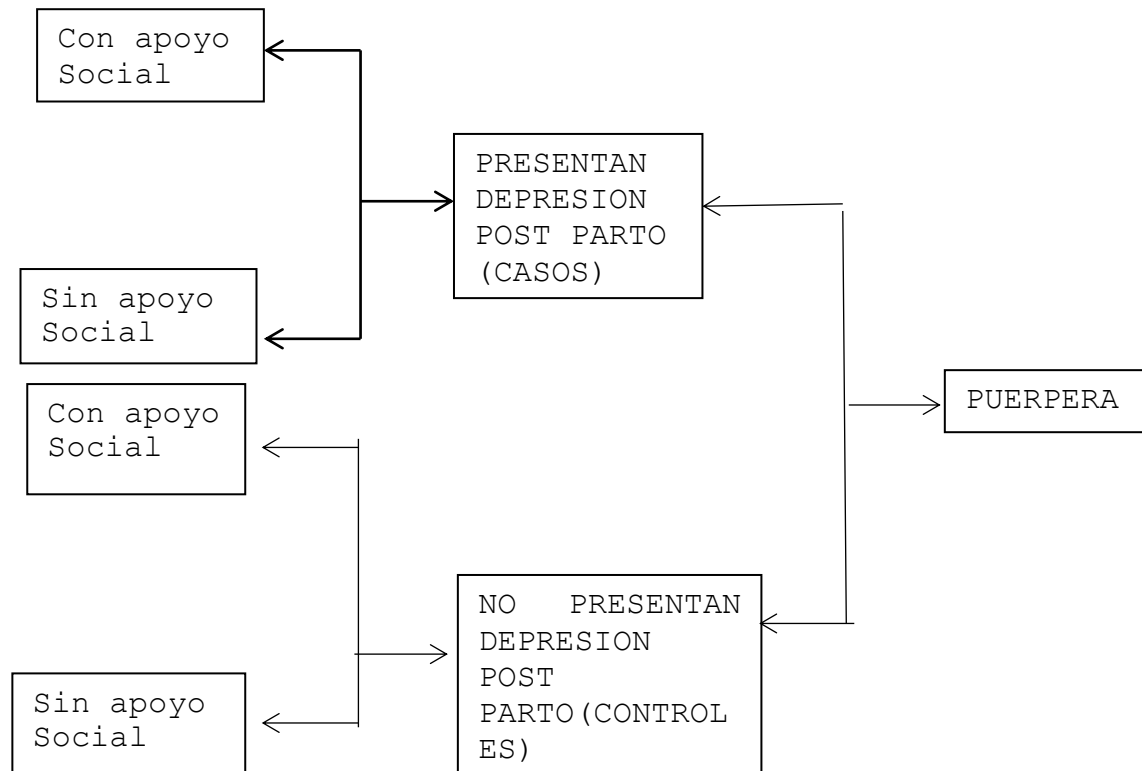 Con apoyo
Social
PRESENTAN
DEPRESION
POST PARTO
(CASOS)
Sin apoyo
Social
Con apoyo
Social
PUERPERA
NO PRESENTAN
DEPRESION
POST
PARTO(CONTROL
ES)
Sin apoyo
Social